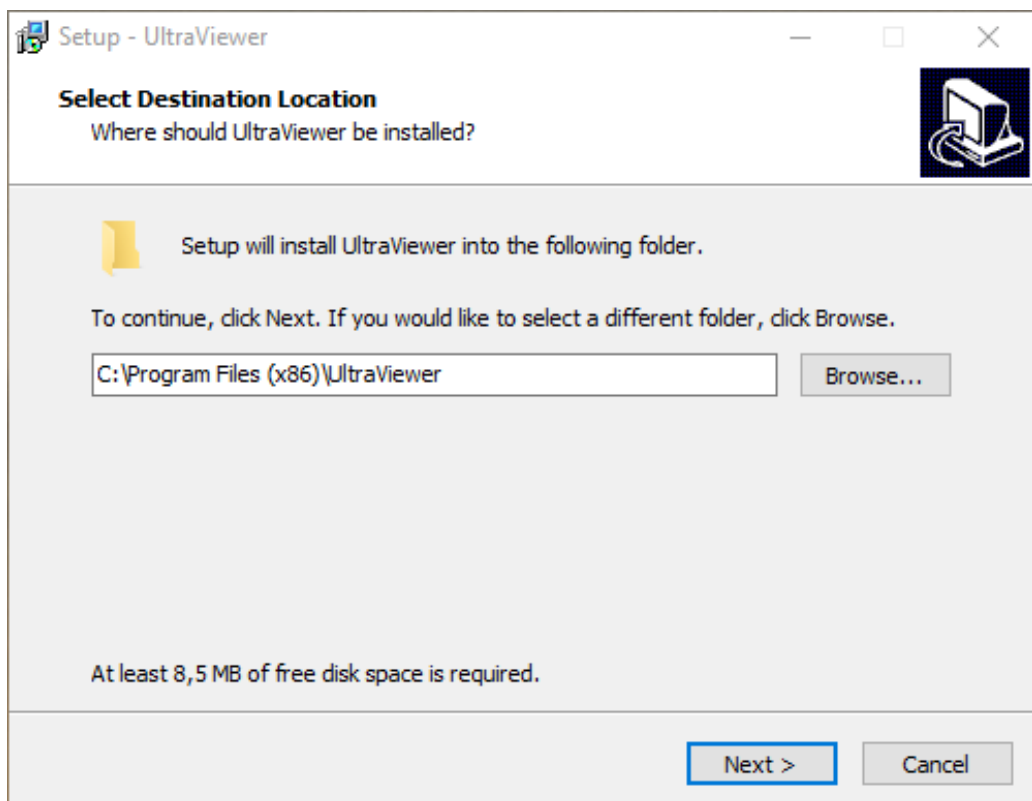 Setup - UltraViewer
Select Destination Location
Where should UltraViewer be installed?
Setup will install UltraViewer into the following folder.
To continue, click Next. If you would like to select a different folder, click Browse.
C:\Program Files (x86)\UltraViewer
Browse...
At least 8,5 MB of free disk space is required.
Next >
Cancel